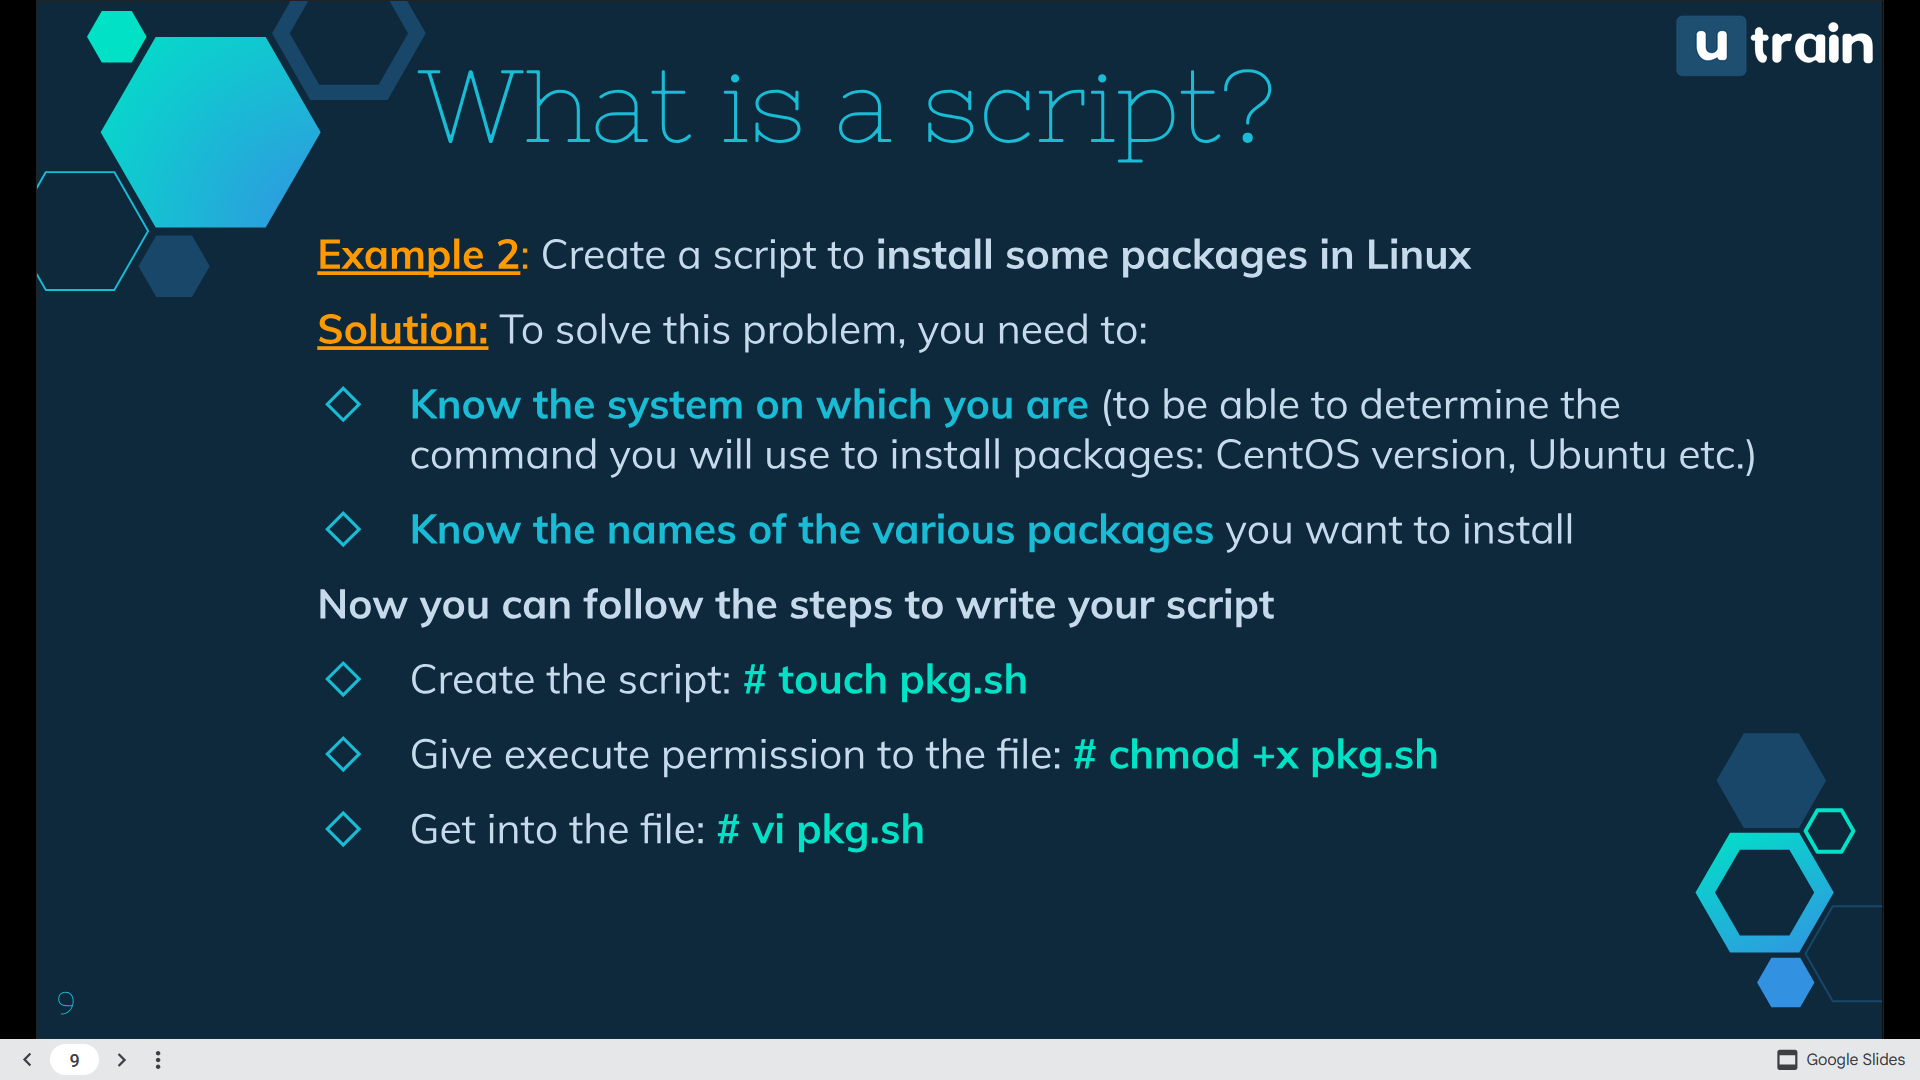 u train
What is a script?
Example 2: Create a script to install some packages in Linux
Solution: To solve this problem, you need to:
Know the system on which you are (to be able to determine the
command you will use to install packages: CentOS version, Ubuntu etc.)
Know the names of the various packages you want to install
Now you can follow the steps to write your script
Create the script: # touch pkg.sh
Give execute permission to the file: # chmod +x pkg.sh
Get into the file: # vi pkg.sh
9
9
Google Slides